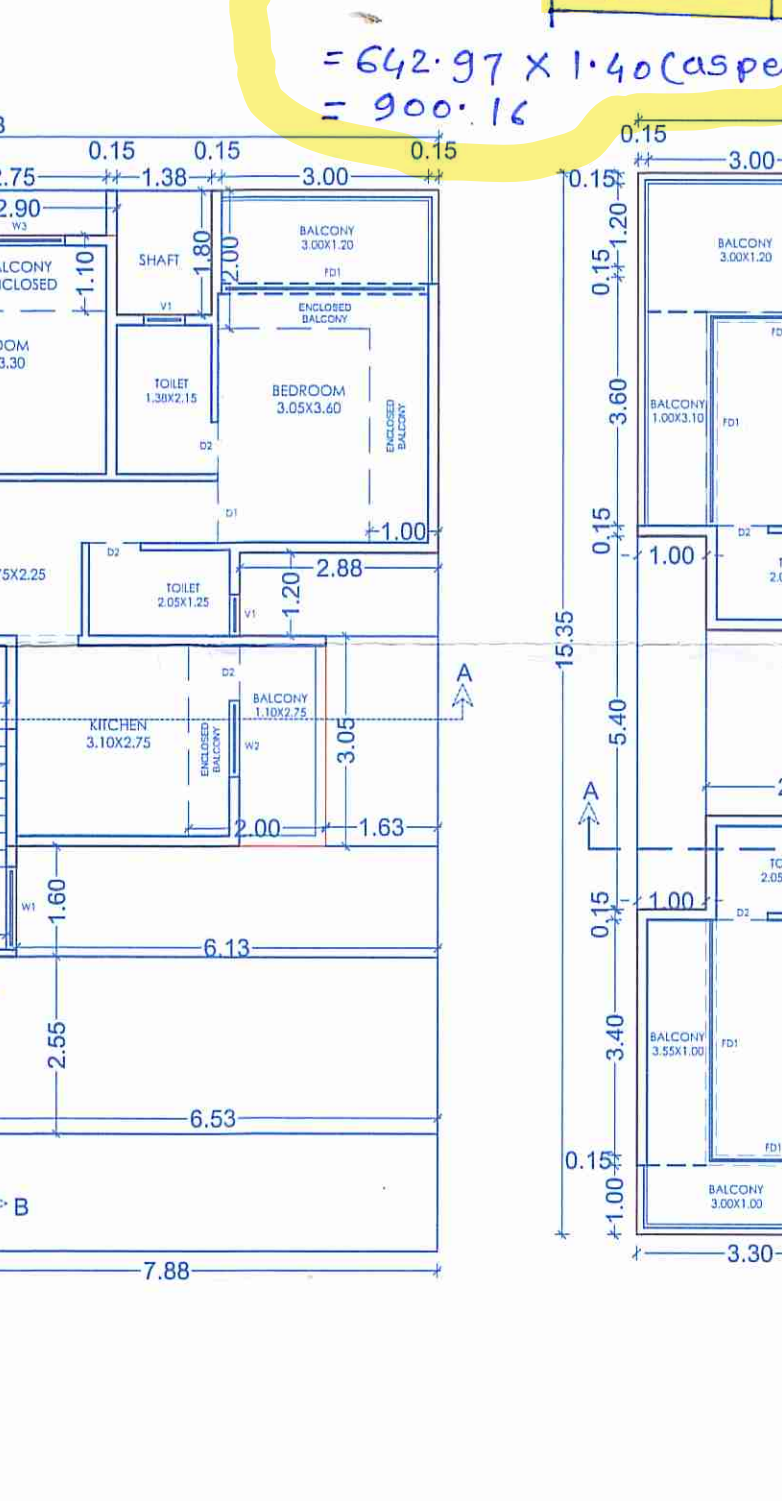 = 642.97 X 1.40 (aspe
= 900.16
0.15
0.15
0.15
0.15
1.38
3.00
3.00
2.90
W3
1.10
SHAFT
1.80
2.00
BALCONY
3.00X1.20
FD1
ENCLOSED
BALCONY
V1
TOILET
1.38X2.15
D2
BEDROOM
3.05X3.60
ENCLOSED
BALCONY
D1
1.00
D2
2.88
TOILET
2.05X1.25
1.20
V1
D2
KITCHEN
3.10X2.75
ENCLOSED
BALCONY
W2
BALCONY
1.10X2.75
3.05
A
2.00
1.63
W1
1.60
6.13
2.55
6.53
B
7.88
0.15
1.20
0.15
BALCONY
3.00X1.20
3.60
BALCONY
1.00X3.10
FD1
0.15
D2
1.00
15.35
5.40
A
1.00
0.15
D2
3.40
BALCONY
3.55X1.00
FD1
FD1
0.15
1.00
BALCONY
3.00X1.00
3.30